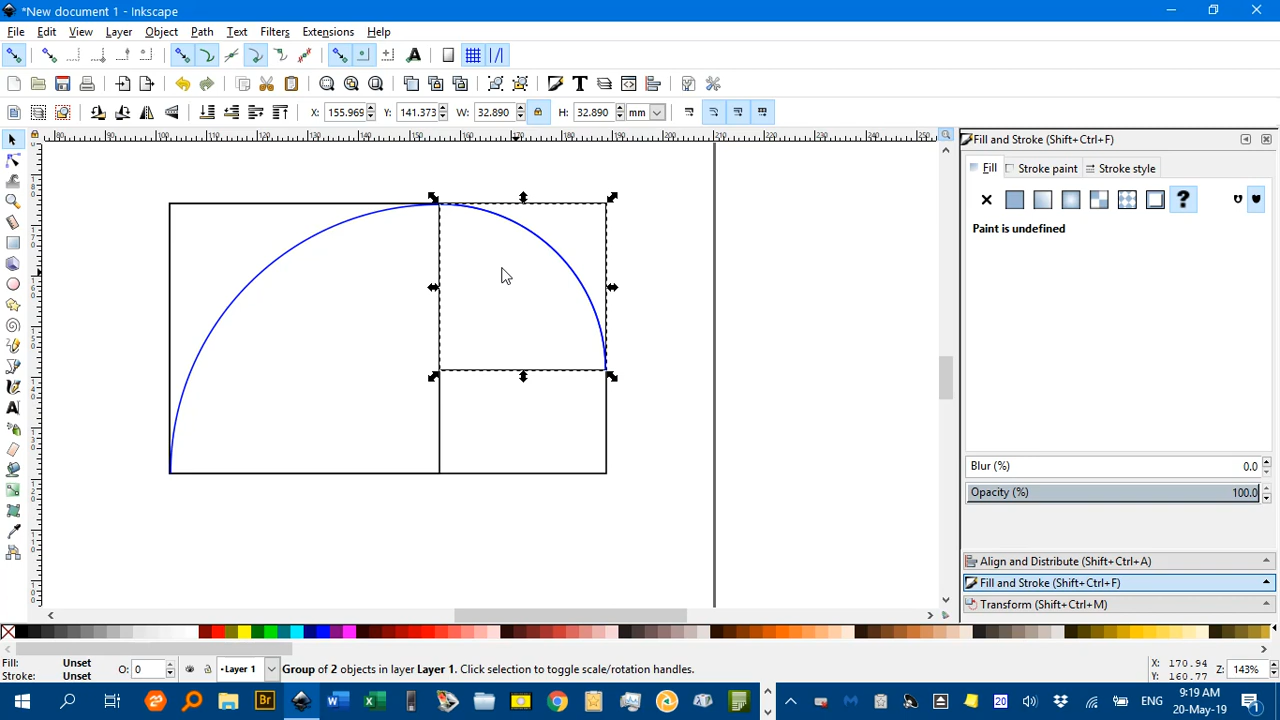 *New document 1 - Inkscape
File Edit View Layer Object Path Text Filters Extensions Help
X: 155.969 Y: 141.373 W: 32.890 H: 32.890 mm
Fill and Stroke (Shift+Ctrl+F)
Fill Stroke paint Stroke style
?
Paint is undefined
Blur (%) 0.0
Opacity (%) 100.0
Align and Distribute (Shift+Ctrl+A)
Fill and Stroke (Shift+Ctrl+F)
Transform (Shift+Ctrl+M)
Fill: Unset
Stroke: Unset
O: 0
Layer 1
Group of 2 objects in layer Layer 1. Click selection to toggle scale/rotation handles.
X: 170.94
Y: 160.77
Z: 143%
Br
20
ENG
9:19 AM
20-May-19
1